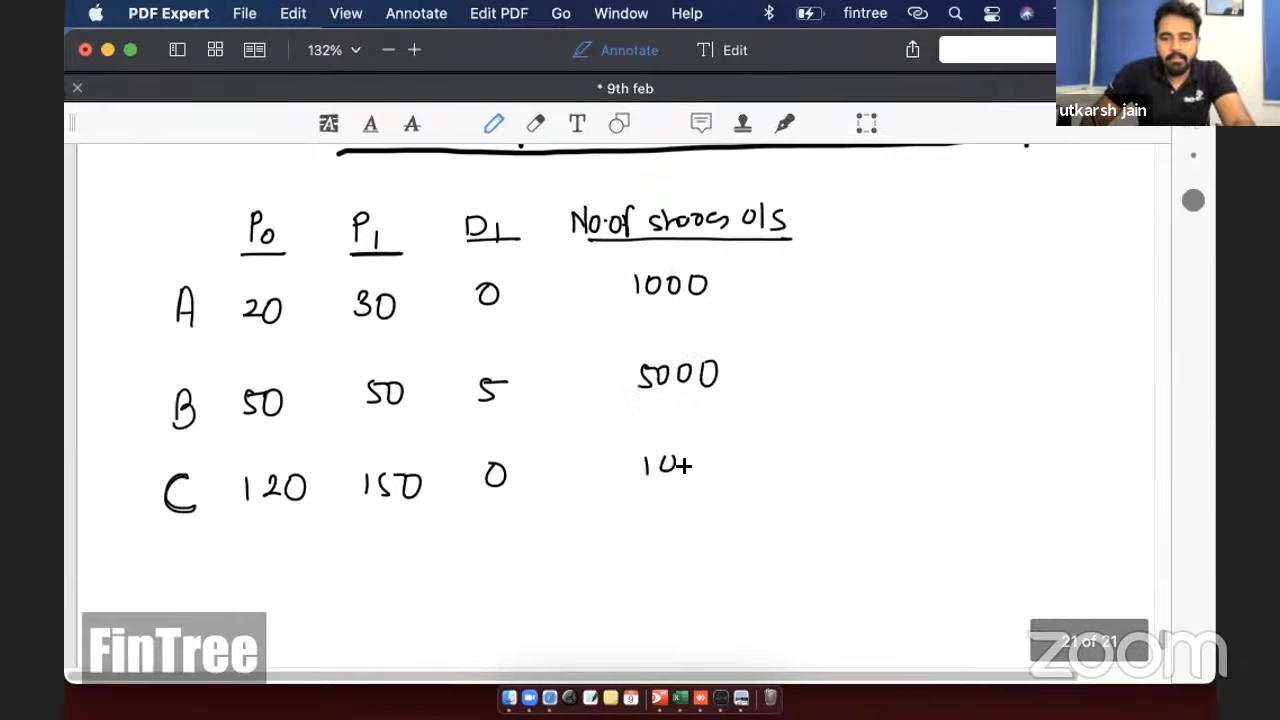 PDF Expert File Edit View Annotate Edit PDF Go Window Help fintree
132% Annotate Edit
* 9th feb
utkarsh jain
P0 P1 D1 No. of shares o/s
A 20 30 0 1000
B 50 50 5 5000
C 120 150 0 10
FinTree
21 of 21
zoom